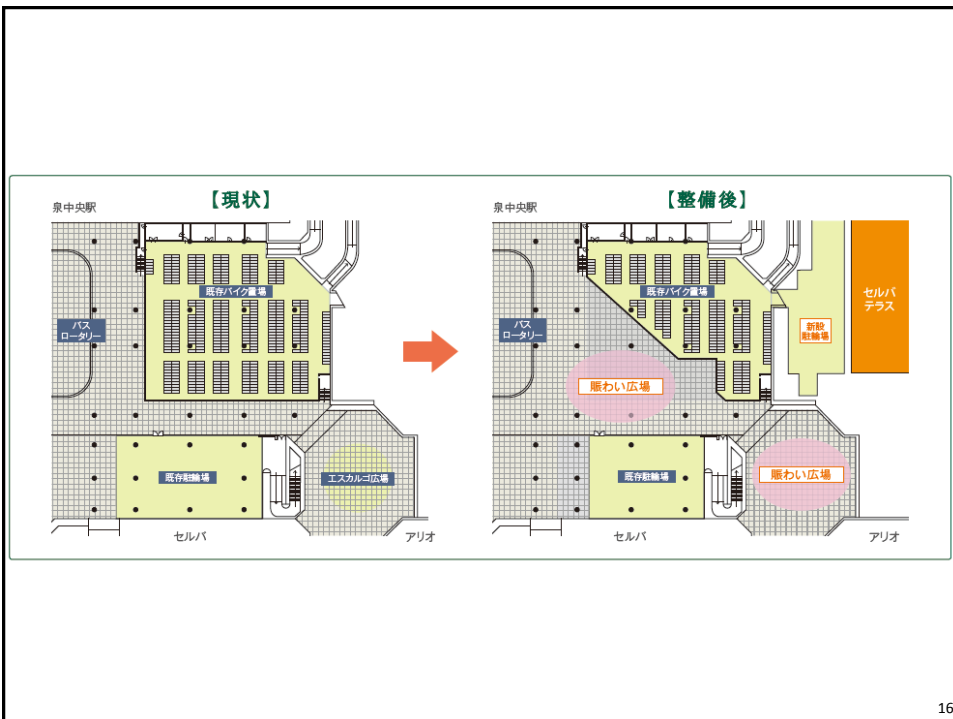 【現状】
泉中央駅
既存バイク置場
バス
ロータリー
既存駐輪場
エスカルゴ広場
セルバ
アリオ
【整備後】
泉中央駅
セルバ
テラス
既存バイク置場
バス
ロータリー
新設
駐輪場
賑わい広場
既存駐輪場
賑わい広場
セルバ
アリオ
16